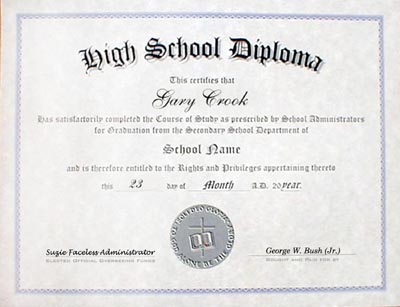 High School Diploma
This certifies that
Gary Crook
Has satisfactorily completed the Course of Study as prescribed by School Administrators
for Graduation from the Secondary School Department of
School Name
and is therefore entitled to the Rights and Privileges appertaining thereto
this 23 day of Month A.D. 20year.
Suzie Faceless Administrator George W. Bush (Jr.)
Elected Official Overseeing Funds Bought and Paid for by